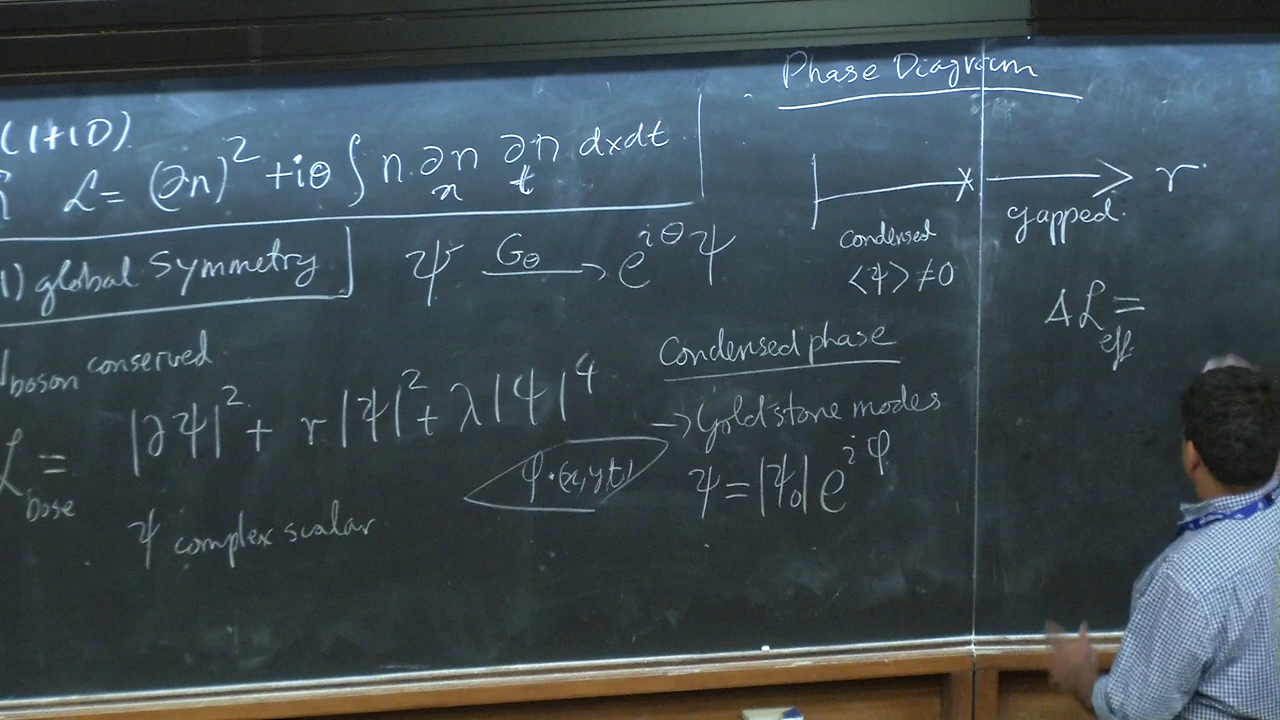 (1+1D)
ℒ = (∂n)² + iθ ∫ n. ∂ₓn ∂ₜn dxdt
1) global Symmetry
ψ —G_θ→ e^{iθ} ψ
boson conserved
ℒ_bose = |∂ψ|² + r|ψ|² + λ|ψ|⁴
ψ complex scalar
φ.(x,y,t)
Condensed phase
→ Goldstone modes
ψ = |ψ₀| e^{iφ}
Phase Diagram
r
Condensed
⟨ψ⟩ ≠ 0
gapped.
Δℒ_eff =